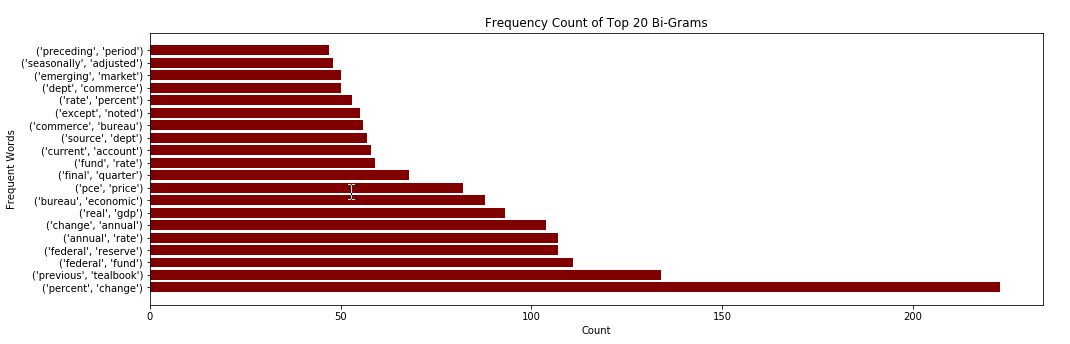 Frequency Count of Top 20 Bi-Grams
Frequent Words
('preceding', 'period')
('seasonally', 'adjusted')
('emerging', 'market')
('dept', 'commerce')
('rate', 'percent')
('except', 'noted')
('commerce', 'bureau')
('source', 'dept')
('current', 'account')
('fund', 'rate')
('final', 'quarter')
('pce', 'price')
('bureau', 'economic')
('real', 'gdp')
('change', 'annual')
('annual', 'rate')
('federal', 'reserve')
('federal', 'fund')
('previous', 'tealbook')
('percent', 'change')
0 50 100 150 200
Count